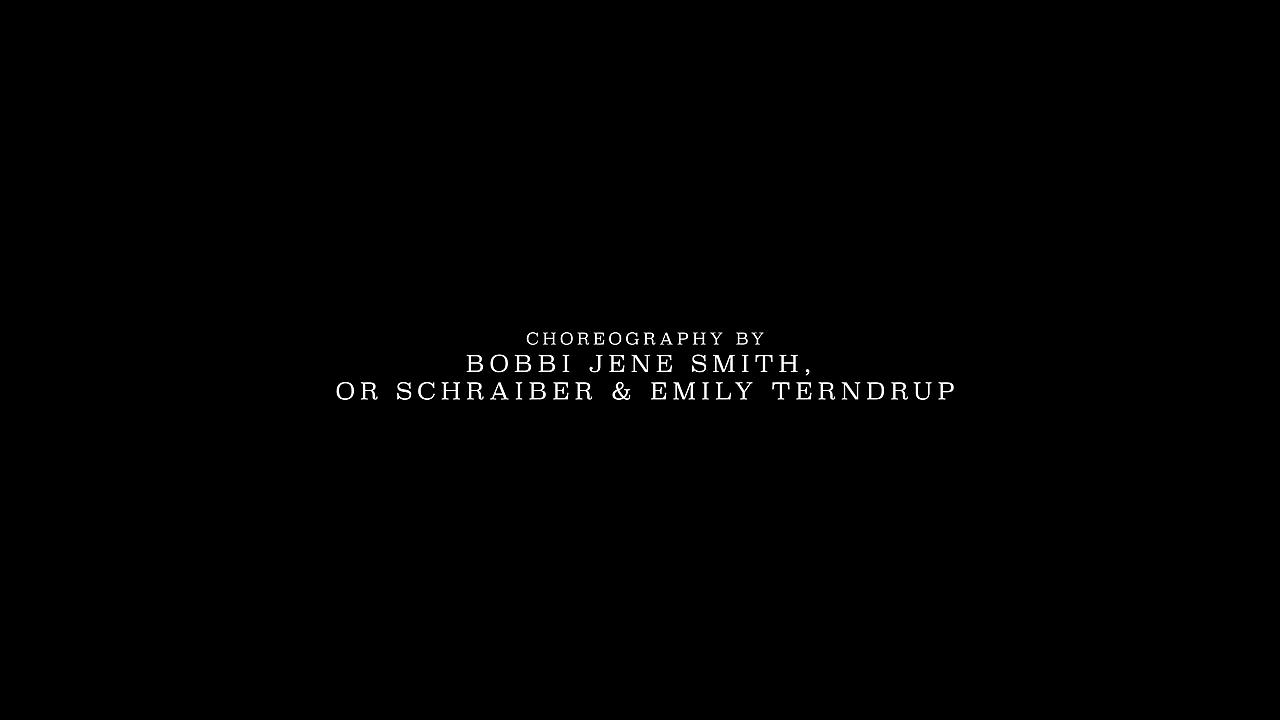 CHOREOGRAPHY BY
BOBBI JENE SMITH,
OR SCHRAIBER & EMILY TERNDRUP